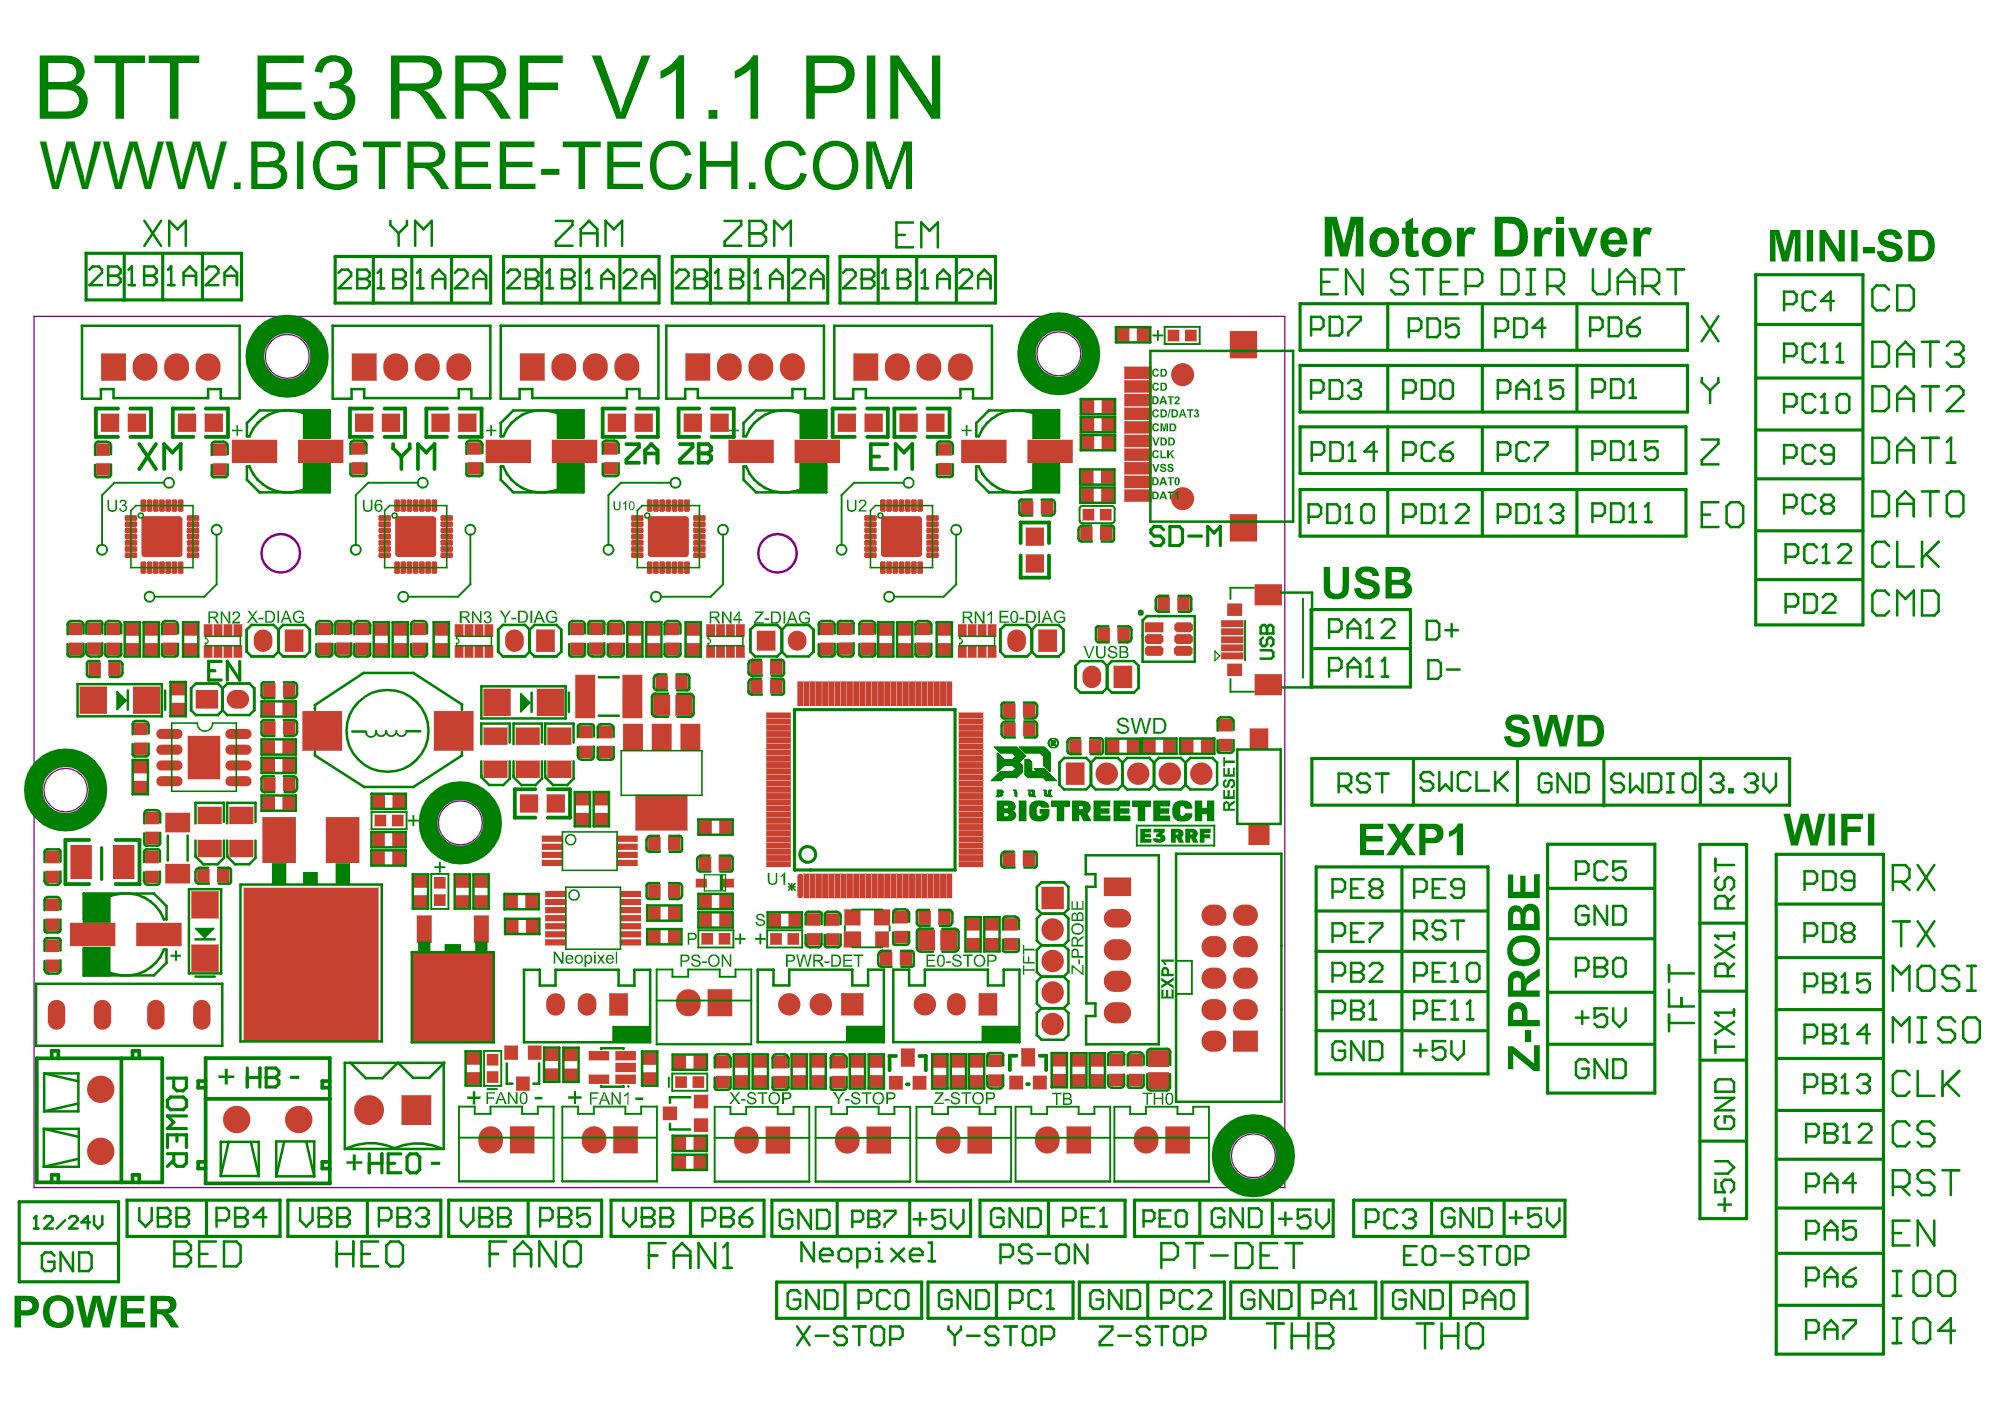 BTT E3 RRF V1.1 PIN
WWW.BIGTREE-TECH.COM
XM YM ZAM ZBM EM
2B 1B 1A 2A 2B 1B 1A 2A 2B 1B 1A 2A 2B 1B 1A 2A 2B 1B 1A 2A
Motor Driver
EN STEP DIR UART
PD7 PD5 PD4 PD6 X
PD3 PD0 PA15 PD1 Y
PD14 PC6 PC7 PD15 Z
PD10 PD12 PD13 PD11 E0
MINI-SD
PC4 CD
PC11 DAT3
PC10 DAT2
PC9 DAT1
PC8 DAT0
PC12 CLK
PD2 CMD
CD
CD
DAT2
CD/DAT3
CMD
VDD
CLK
VSS
DAT0
DAT1
SD-M
+ + + + +
XM YM ZA ZB EM
U3 U6 U10 U2
RN2 X-DIAG RN3 Y-DIAG RN4 Z-DIAG RN1 E0-DIAG
EN
VUSB
USB
USB
PA12 D+
PA11 D-
SWD
RESET
BIQU
®
BIGTREETECH
E3 RRF
U1
SWD
RST SWCLK GND SWDIO 3.3V
EXP1
PE8 PE9
PE7 RST
PB2 PE10
PB1 PE11
GND +5V
Z-PROBE
PC5
GND
PB0
+5V
GND
TFT
RST
RX1
TX1
GND
+5V
WIFI
PD9 RX
PD8 TX
PB15 MOSI
PB14 MISO
PB13 CLK
PB12 CS
PA4 RST
PA5 EN
PA6 IO0
PA7 IO4
+ + +
S
P + +
Neopixel PS-ON PWR-DET E0-STOP
TFT
Z-PROBE
EXP1
POWER
+ HB -
+HE0 -
+ FAN0 - + FAN1 - X-STOP Y-STOP Z-STOP TB TH0
12/24V
GND
POWER
VBB PB4 VBB PB3 VBB PB5 VBB PB6 GND PB7 +5V GND PE1 PE0 GND +5V PC3 GND +5V
BED HE0 FAN0 FAN1 Neopixel PS-ON PT-DET E0-STOP
GND PC0 GND PC1 GND PC2 GND PA1 GND PA0
X-STOP Y-STOP Z-STOP THB TH0